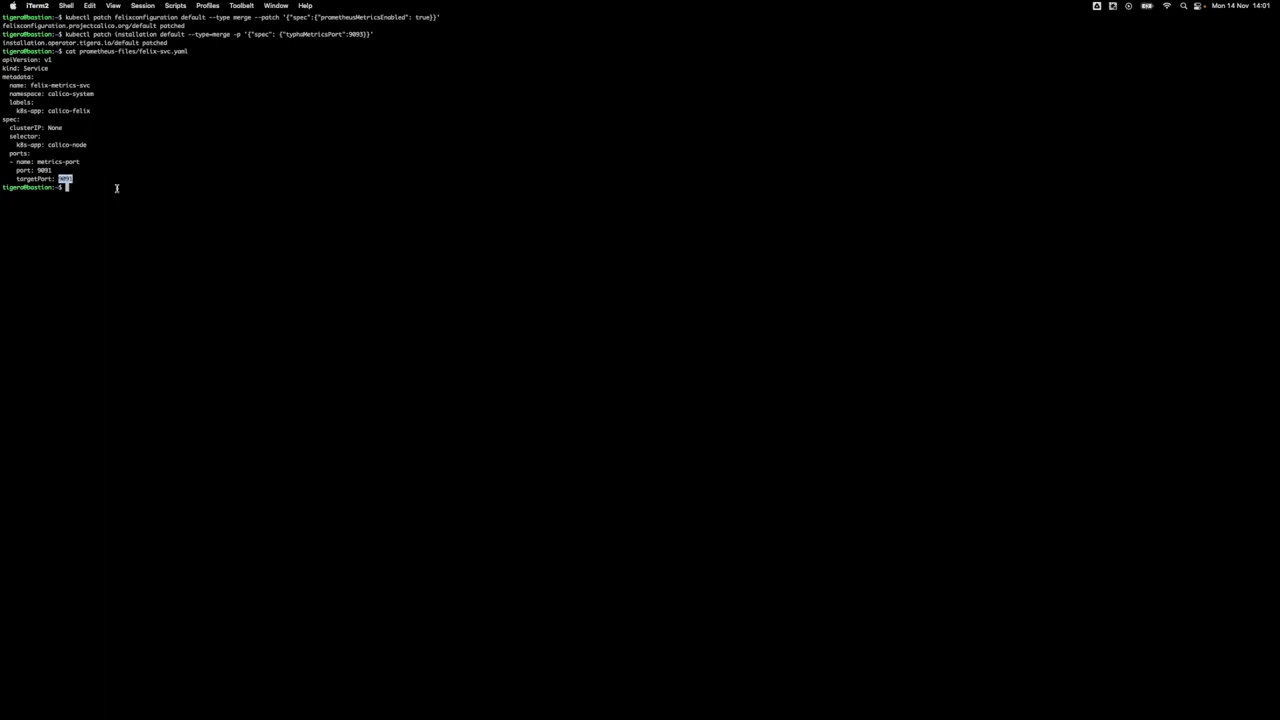 iTerm2 Shell Edit View Session Scripts Profiles Toolbelt Window Help Mon 14 Nov 14:01
tigera@bastion:~$ kubectl patch felixconfiguration default --type merge --patch '{"spec":{"prometheusMetricsEnabled": true}}'
felixconfiguration.projectcalico.org/default patched
tigera@bastion:~$ kubectl patch installation default --type=merge -p '{"spec": {"typhaMetricsPort":9093}}'
installation.operator.tigera.io/default patched
tigera@bastion:~$ cat prometheus-files/felix-svc.yaml
apiVersion: v1
kind: Service
metadata:
  name: felix-metrics-svc
  namespace: calico-system
  labels:
    k8s-app: calico-felix
spec:
  clusterIP: None
  selector:
    k8s-app: calico-node
  ports:
  - name: metrics-port
    port: 9091
    targetPort: 9091
tigera@bastion:~$